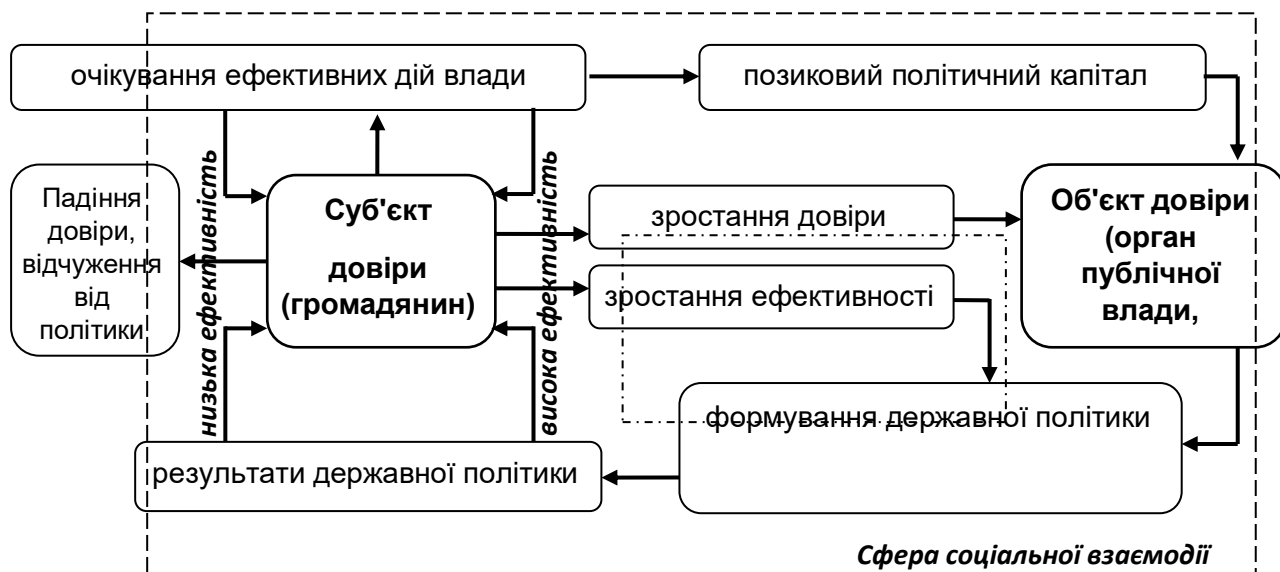 очікування ефективних дій влади
позиковий політичний капітал
Падіння
довіри,
відчуження
від
політики
низька ефективність
Суб'єкт
довіри
(громадянин)
висока ефективність
зростання довіри
зростання ефективності
Об'єкт довіри
(орган
публічної
влади,
формування державної політики
результати державної політики
Сфера соціальної взаємодії